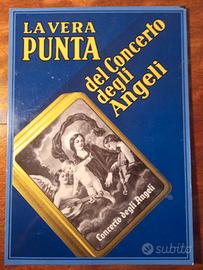 LA VERA
PUNTA
del Concerto
degli
Angeli
Concerto degli Angeli
subito